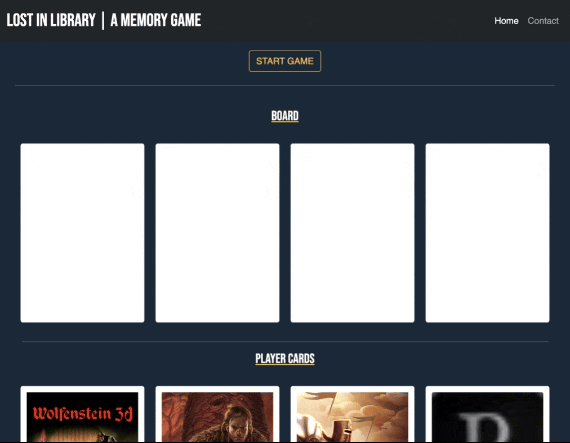 LOST IN LIBRARY | A MEMORY GAME
Home Contact
START GAME
BOARD
PLAYER CARDS
Wolfenstein 3d
R